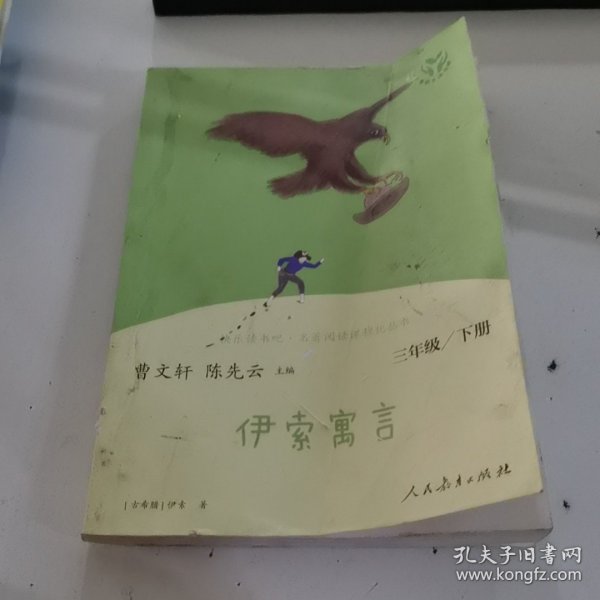 快乐读书吧·名著阅读课程化丛书
曹文轩 陈先云 主编
三年级/下册
伊索寓言
[古希腊]伊索 著
人民教育出版社
孔夫子旧书网
www.kongfz.com